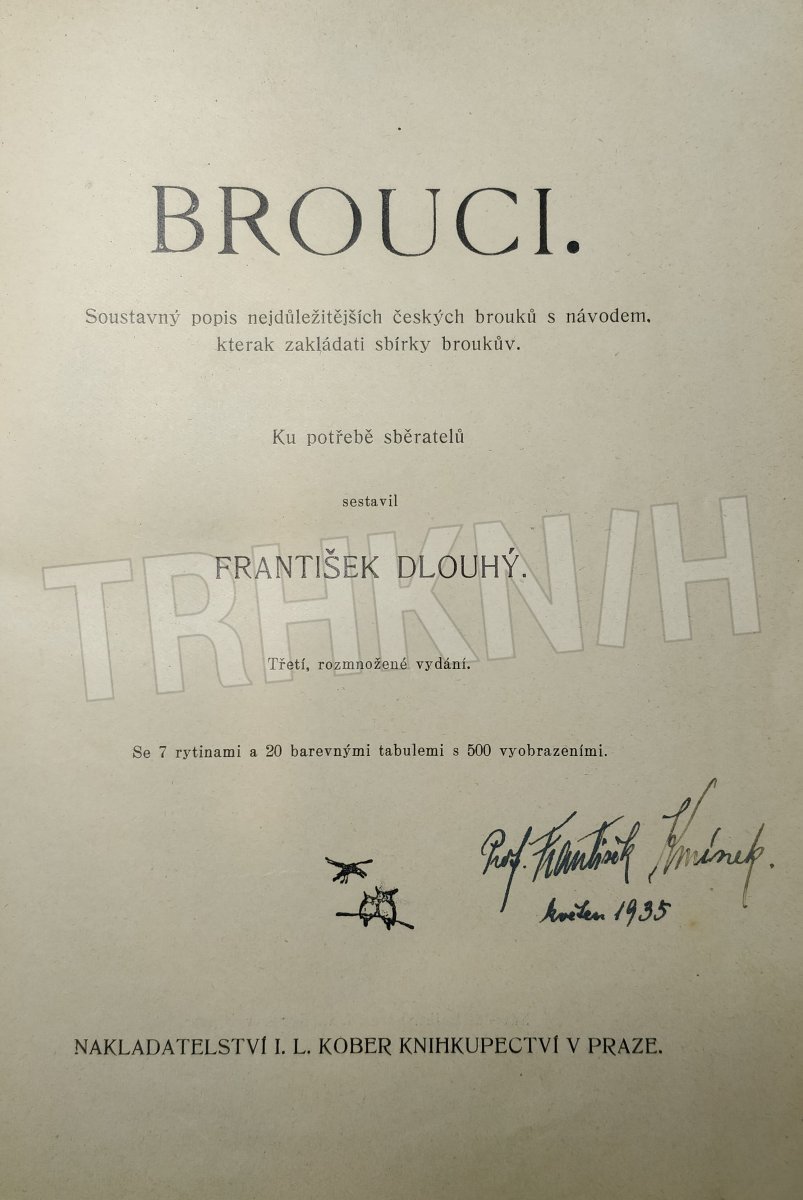 BROUCI.
Soustavný popis nejdůležitějších českých brouků s návodem,
kterak zakládati sbírky broukův.
Ku potřebě sběratelů
sestavil
FRANTIŠEK DLOUHÝ.
TRHKNIH
Třetí, rozmnožené vydání.
Se 7 rytinami a 20 barevnými tabulemi s 500 vyobrazeními.
Prof. František Kmínek.
květen 1935
NAKLADATELSTVÍ I. L. KOBER KNIHKUPECTVÍ V PRAZE.